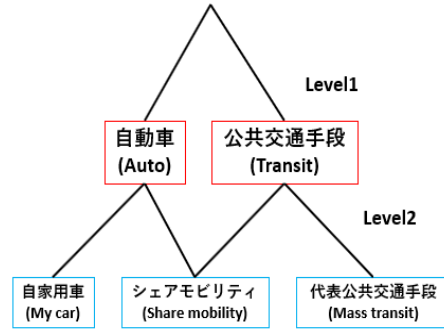 Level1
自動車
(Auto)
公共交通手段
(Transit)
Level2
自家用車
(My car)
シェアモビリティ
(Share mobility)
代表公共交通手段
(Mass transit)